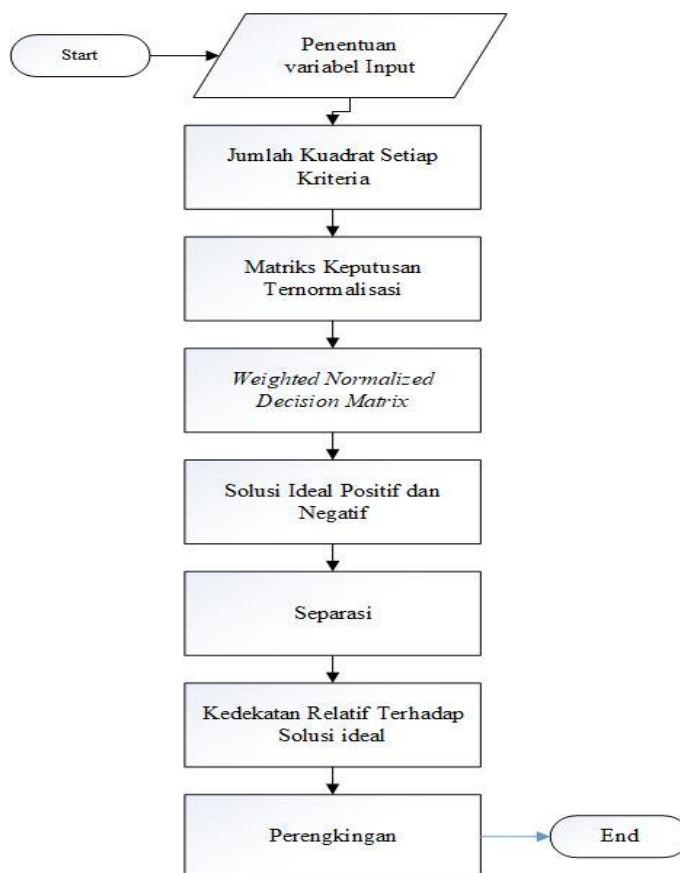 Start
Penentuan
variabel Input
Jumlah Kuadrat Setiap
Kriteria
Matriks Keputusan
Ternormalisasi
Weighted Normalized
Decision Matrix
Solusi Ideal Positif dan
Negatif
Separasi
Kedekatan Relatif Terhadap
Solusi ideal
Perengkingan
End